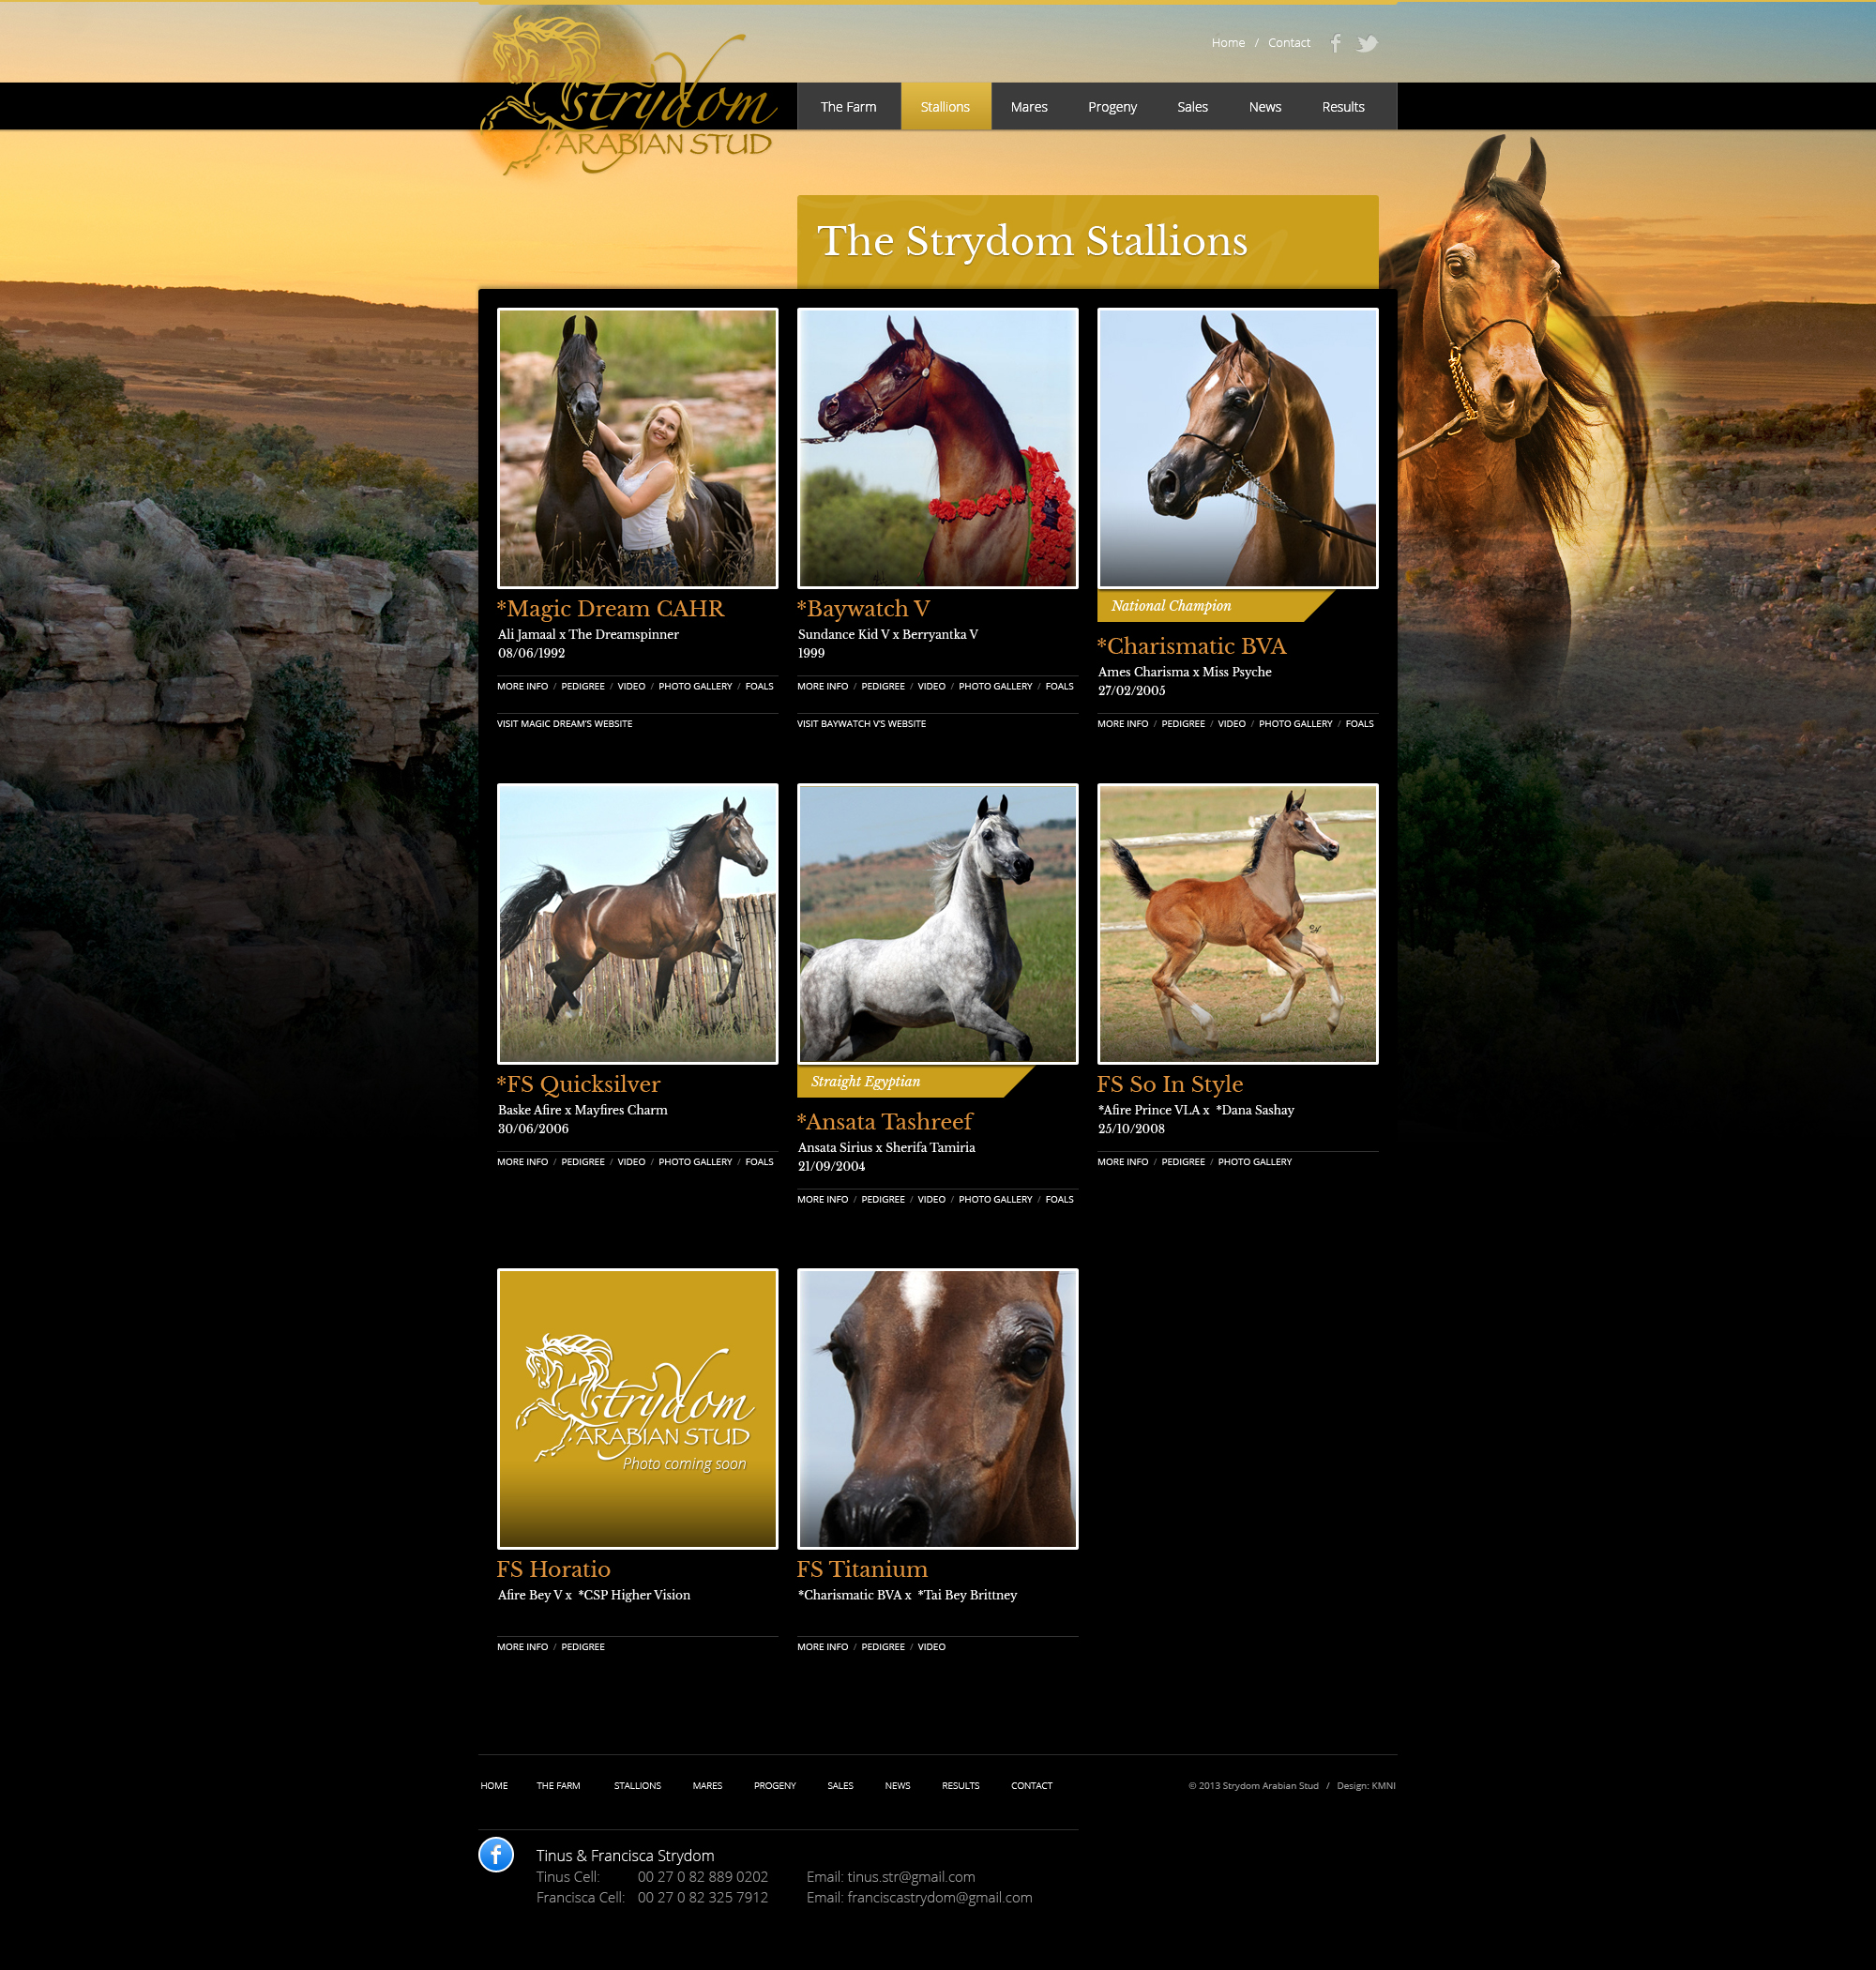 Home / Contact
strydom
ARABIAN STUD
The Farm Stallions Mares Progeny Sales News Results
The Strydom Stallions
*Magic Dream CAHR
Ali Jamaal x The Dreamspinner
08/06/1992
MORE INFO / PEDIGREE / VIDEO / PHOTO GALLERY / FOALS
VISIT MAGIC DREAM'S WEBSITE
*Baywatch V
Sundance Kid V x Berryantka V
1999
MORE INFO / PEDIGREE / VIDEO / PHOTO GALLERY / FOALS
VISIT BAYWATCH V'S WEBSITE
National Champion
*Charismatic BVA
Ames Charisma x Miss Psyche
27/02/2005
MORE INFO / PEDIGREE / VIDEO / PHOTO GALLERY / FOALS
*FS Quicksilver
Baske Afire x Mayfires Charm
30/06/2006
MORE INFO / PEDIGREE / VIDEO / PHOTO GALLERY / FOALS
Straight Egyptian
*Ansata Tashreef
Ansata Sirius x Sherifa Tamiria
21/09/2004
MORE INFO / PEDIGREE / VIDEO / PHOTO GALLERY / FOALS
FS So In Style
*Afire Prince VLA x *Dana Sashay
25/10/2008
MORE INFO / PEDIGREE / PHOTO GALLERY
strydom
ARABIAN STUD
Photo coming soon
FS Horatio
Afire Bey V x *CSP Higher Vision
MORE INFO / PEDIGREE
FS Titanium
*Charismatic BVA x *Tai Bey Brittney
MORE INFO / PEDIGREE / VIDEO
HOME THE FARM STALLIONS MARES PROGENY SALES NEWS RESULTS CONTACT
© 2013 Strydom Arabian Stud / Design: KMNI
Tinus & Francisca Strydom
Tinus Cell: 00 27 0 82 889 0202 Email: tinus.str@gmail.com
Francisca Cell: 00 27 0 82 325 7912 Email: franciscastrydom@gmail.com